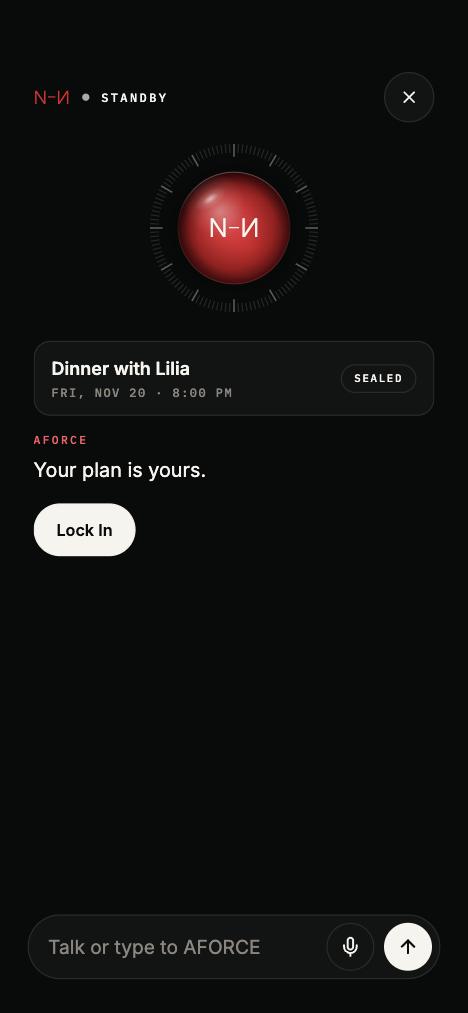 N–И
STANDBY
N–И
Dinner with Lilia
FRI, NOV 20 · 8:00 PM
SEALED
AFORCE
Your plan is yours.
Lock In
Talk or type to AFORCE